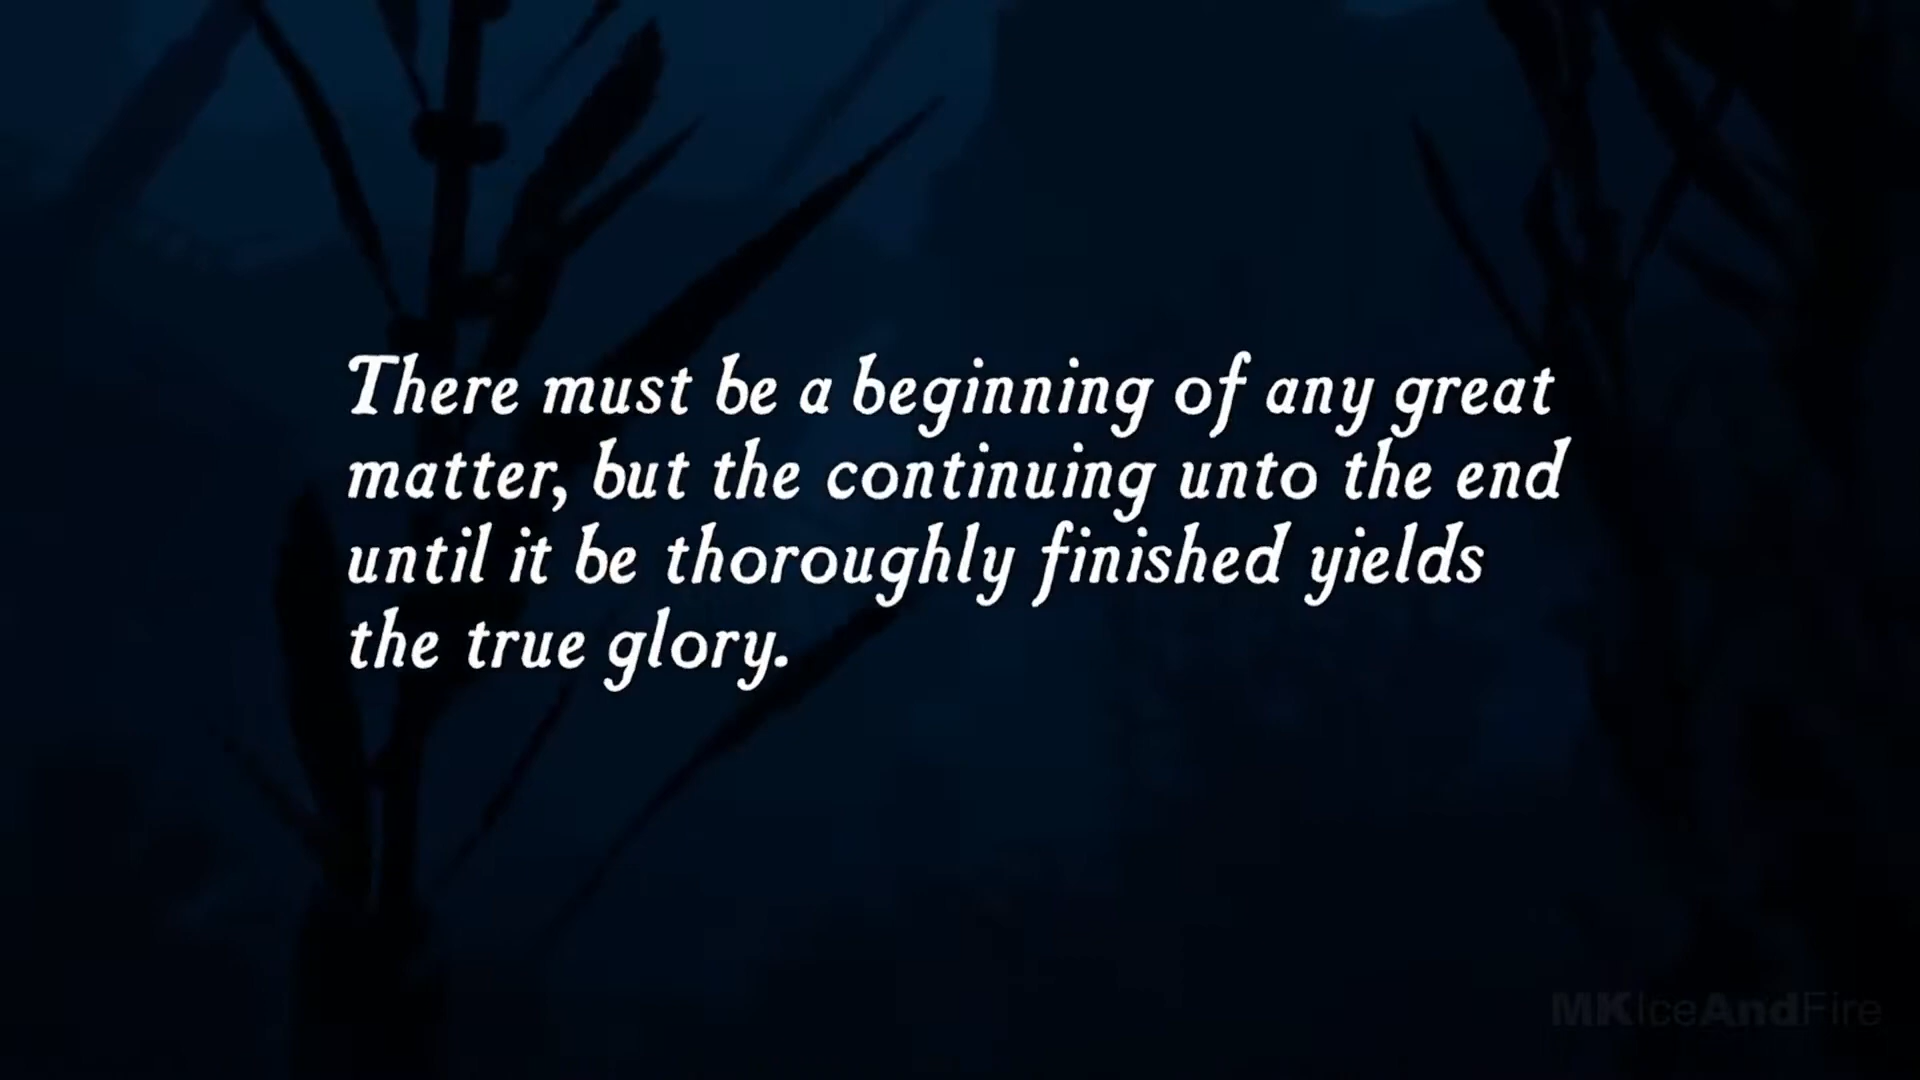 There must be a beginning of any great
matter, but the continuing unto the end
until it be thoroughly finished yields
the true glory.
MKIceAndFire